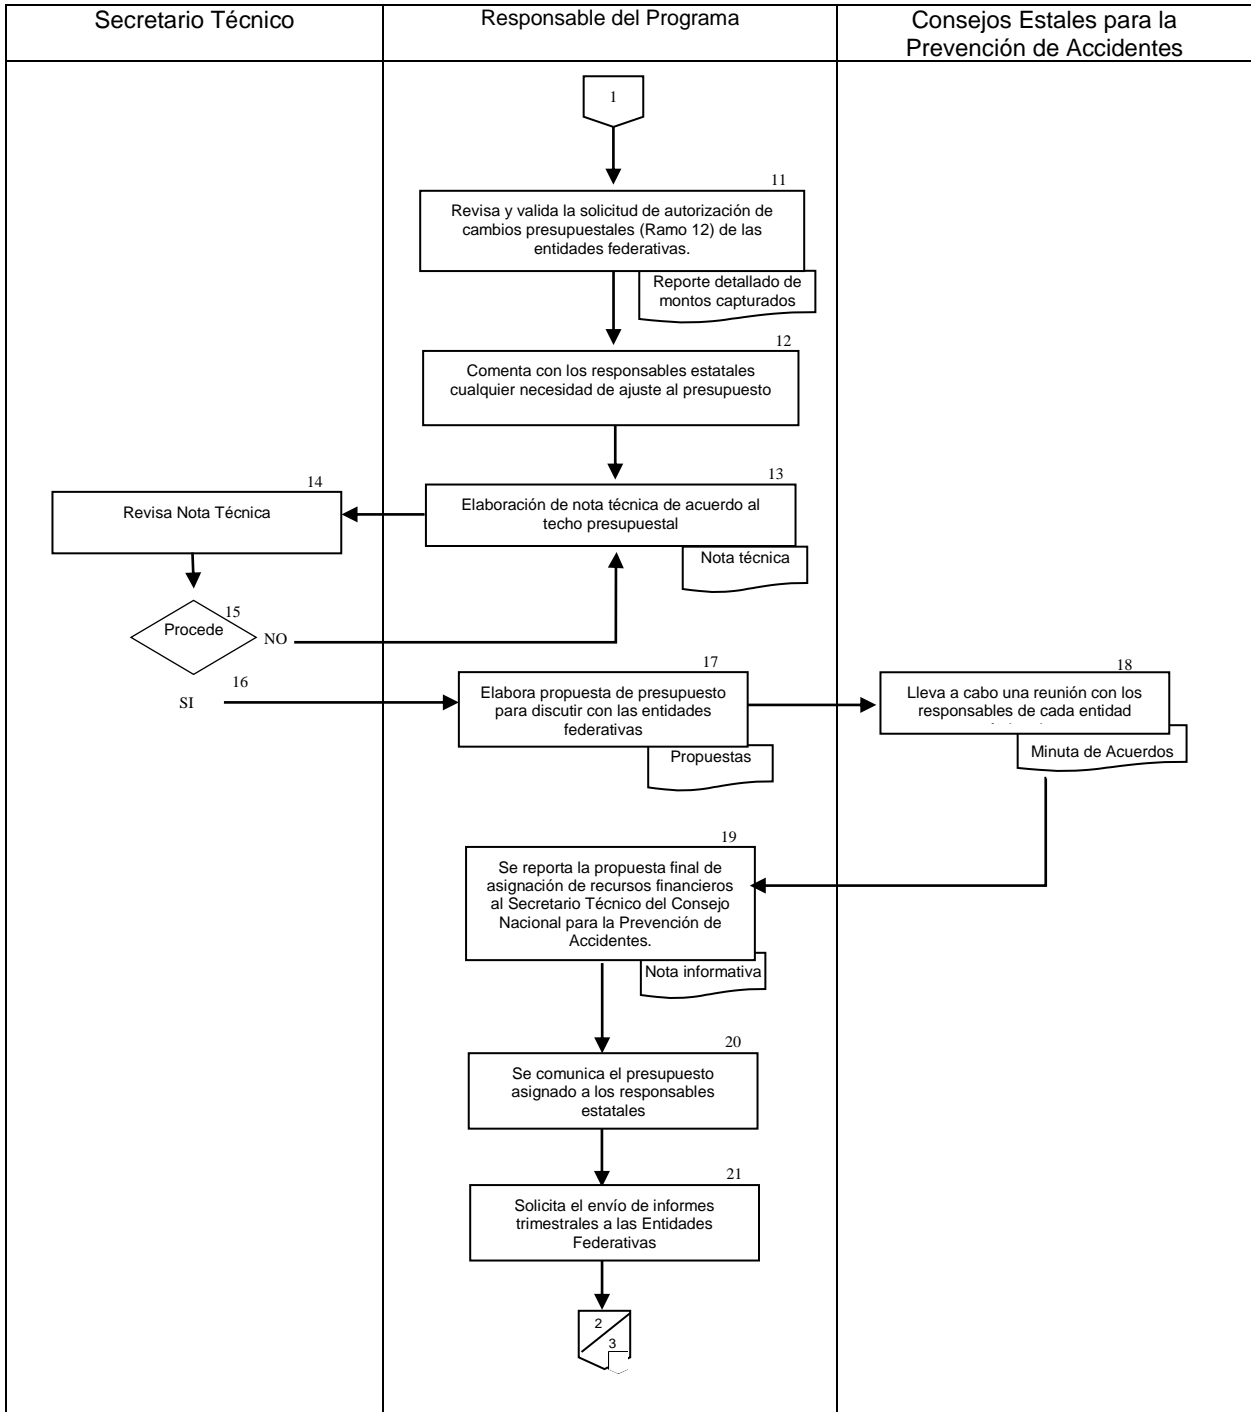 Secretario Técnico
Responsable del Programa
Consejos Estales para la
Prevención de Accidentes
1
11
Revisa y valida la solicitud de autorización de
cambios presupuestales (Ramo 12) de las
entidades federativas.
Reporte detallado de
montos capturados
12
Comenta con los responsables estatales
cualquier necesidad de ajuste al presupuesto
13
Elaboración de nota técnica de acuerdo al
techo presupuestal
Nota técnica
14
Revisa Nota Técnica
15
Procede
NO
16
SI
17
Elabora propuesta de presupuesto
para discutir con las entidades
federativas
Propuestas
18
Lleva a cabo una reunión con los
responsables de cada entidad
Minuta de Acuerdos
19
Se reporta la propuesta final de
asignación de recursos financieros
al Secretario Técnico del Consejo
Nacional para la Prevención de
Accidentes.
Nota informativa
20
Se comunica el presupuesto
asignado a los responsables
estatales
21
Solicita el envío de informes
trimestrales a las Entidades
Federativas
2
3